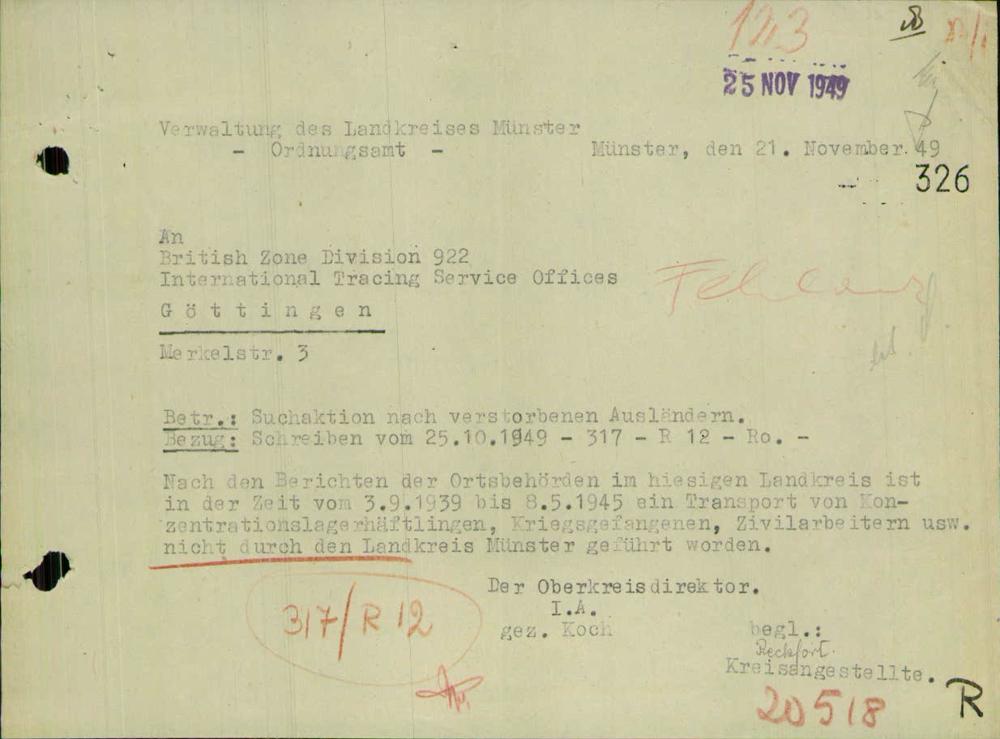 123
25 NOV 1949
Verwaltung des Landkreises Münster
- Ordnungsamt -
Münster, den 21. November 49
326
An
British Zone Division 922
International Tracing Service Offices
Göttingen
Merkelstr. 3
Betr.: Suchaktion nach verstorbenen Ausländern.
Bezug: Schreiben vom 25.10.1949 - 317 - R 12 - Ro. -
Nach den Berichten der Ortsbehörden im hiesigen Landkreis ist
in der Zeit vom 3.9.1939 bis 8.5.1945 ein Transport von Kon-
zentrationslagerhäftlingen, Kriegsgefangenen, Zivilarbeitern usw.
nicht durch den Landkreis Münster geführt worden.
Der Oberkreisdirektor.
I.A.
gez. Koch
begl.:
Reckfort.
Kreisangestellte.
317/R 12
20518
R